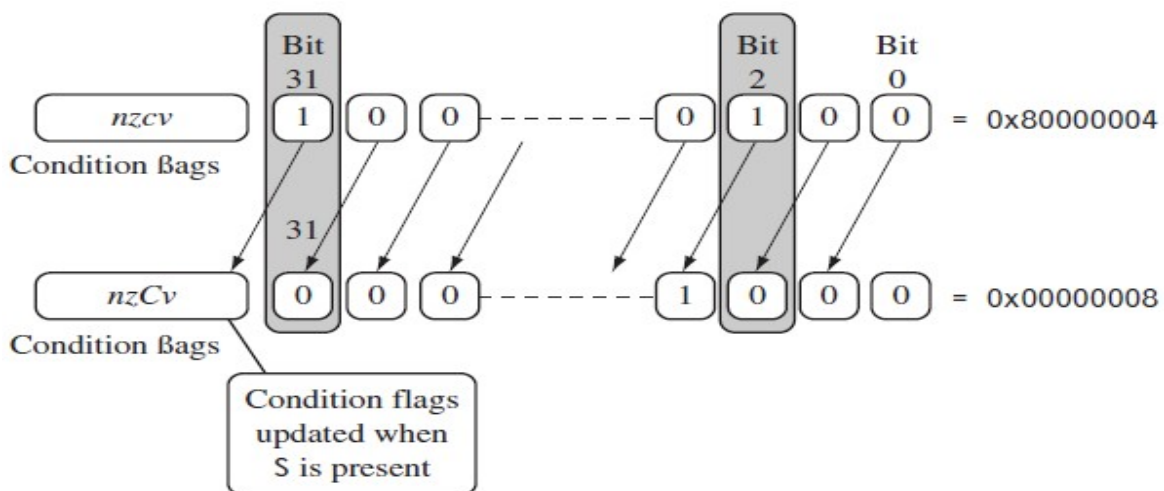 Bit Bit Bit
31 2 0
nzcv 1 0 0 0 1 0 0 = 0x80000004
Condition ßags
31
nzCv 0 0 0 1 0 0 0 = 0x00000008
Condition ßags
Condition flags
updated when
S is present